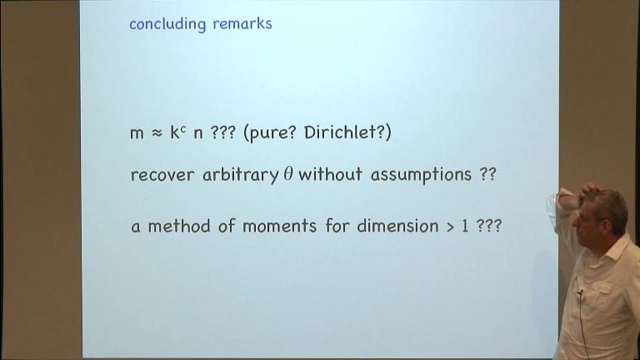 concluding remarks
m ≈ kᶜ n ??? (pure? Dirichlet?)
recover arbitrary θ without assumptions ??
a method of moments for dimension > 1 ???